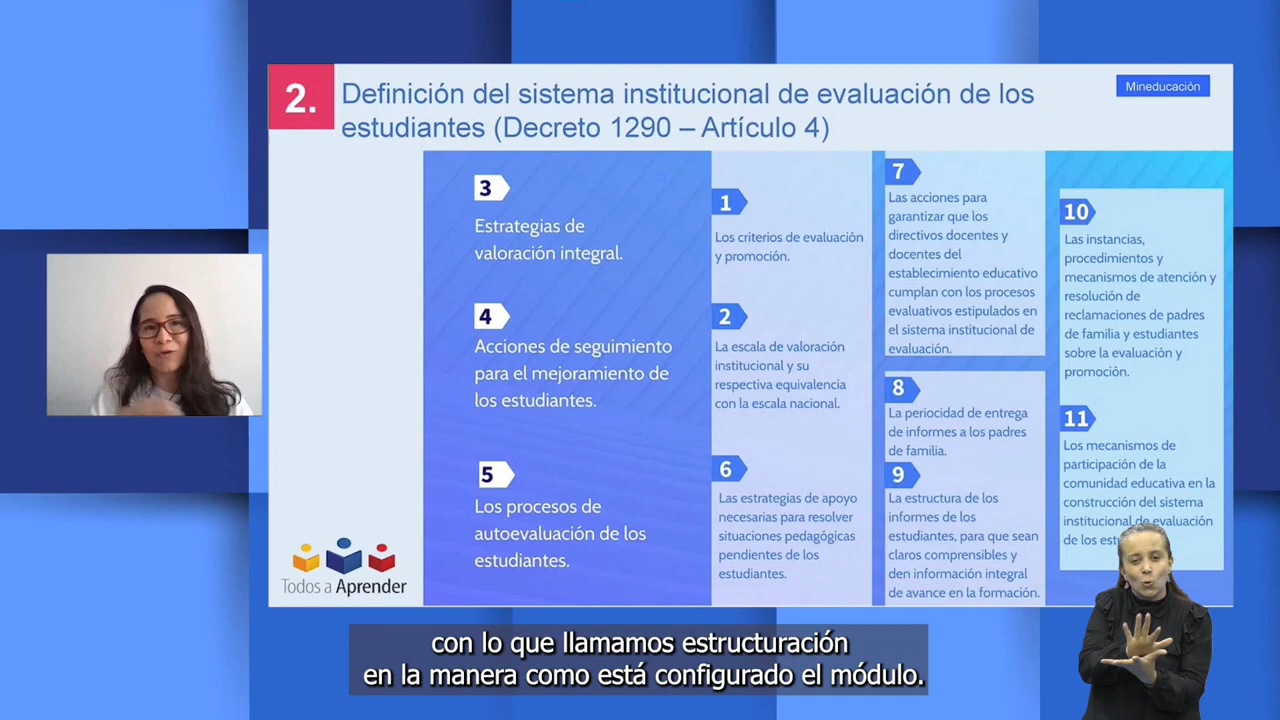 2.
Definición del sistema institucional de evaluación de los
estudiantes (Decreto 1290 – Artículo 4)
Mineducación
3
Estrategias de
valoración integral.
4
Acciones de seguimiento
para el mejoramiento de
los estudiantes.
5
Los procesos de
autoevaluación de los
estudiantes.
1
Los criterios de evaluación
y promoción.
2
La escala de valoración
institucional y su
respectiva equivalencia
con la escala nacional.
6
Las estrategias de apoyo
necesarias para resolver
situaciones pedagógicas
pendientes de los
estudiantes.
7
Las acciones para
garantizar que los
directivos docentes y
docentes del
establecimiento educativo
cumplan con los procesos
evaluativos estipulados en
el sistema institucional de
evaluación.
8
La periocidad de entrega
de informes a los padres
de familia.
9
La estructura de los
informes de los
estudiantes, para que sean
claros comprensibles y
den información integral
de avance en la formación.
10
Las instancias,
procedimientos y
mecanismos de atención y
resolución de
reclamaciones de padres
de familia y estudiantes
sobre la evaluación y
promoción.
11
Los mecanismos de
participación de la
comunidad educativa en la
construcción del sistema
institucional de evaluación
de los
Todos a Aprender
con lo que llamamos estructuración
en la manera como está configurado el módulo.